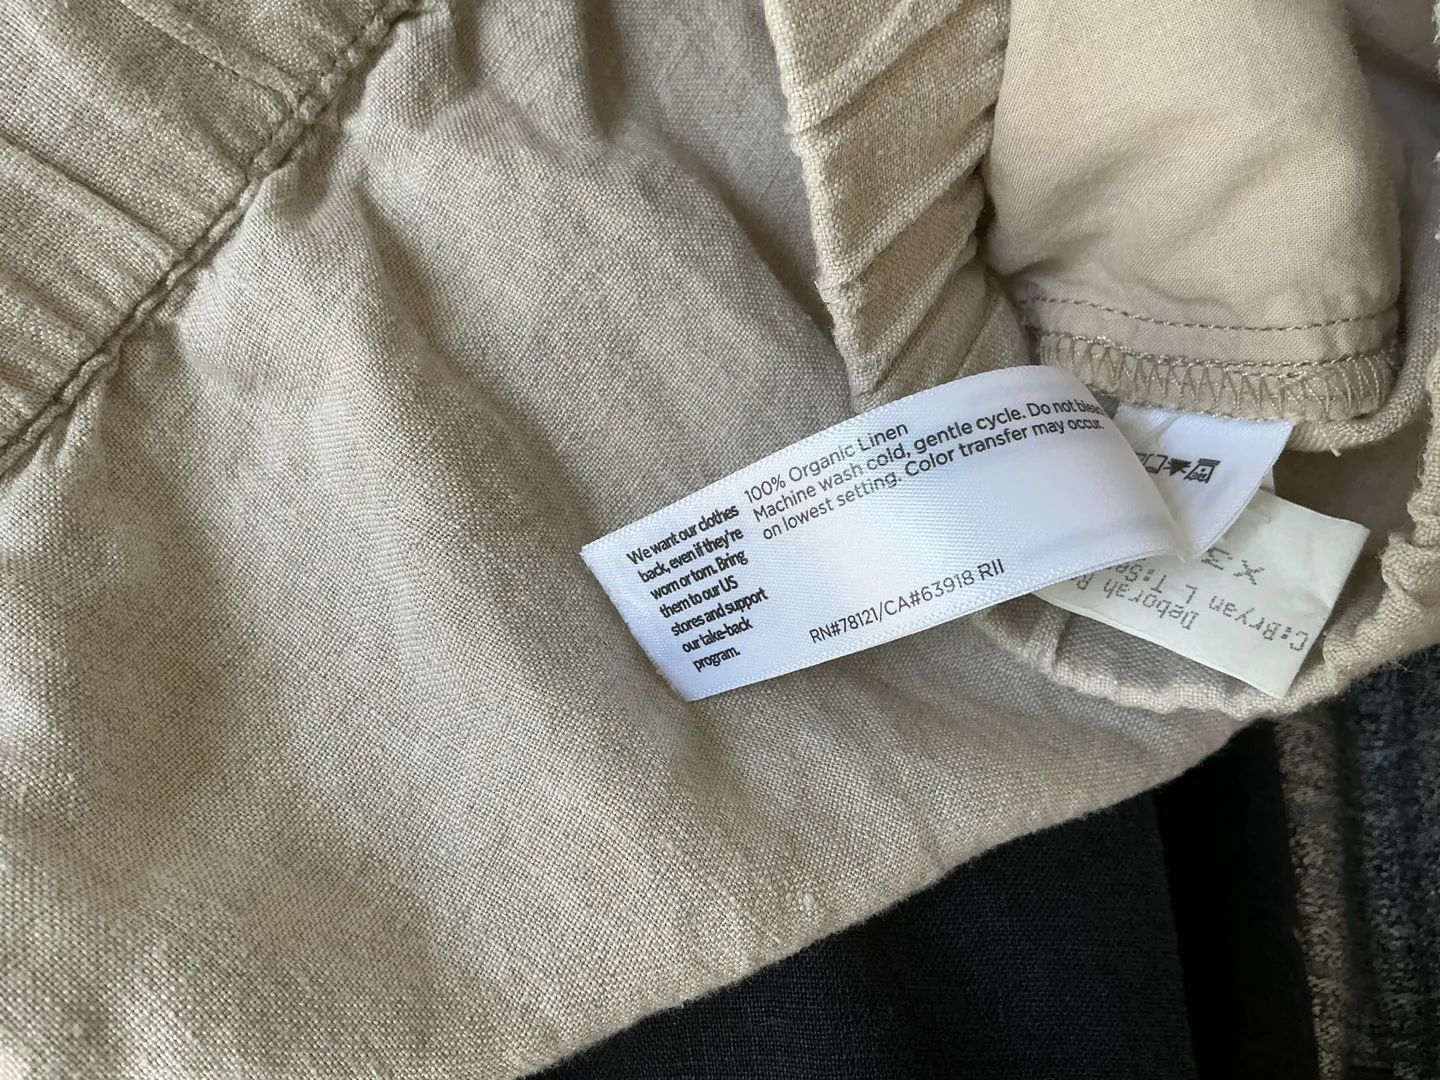 We want our clothes
back, even if they're
worn or torn. Bring
them to our US
stores and support
our take-back
program.
100% Organic Linen
Machine wash cold, gentle cycle. Do not
on lowest setting. Color transfer may occur.
RN#78121/CA#63918 RII
C:Bryan L
Deborah